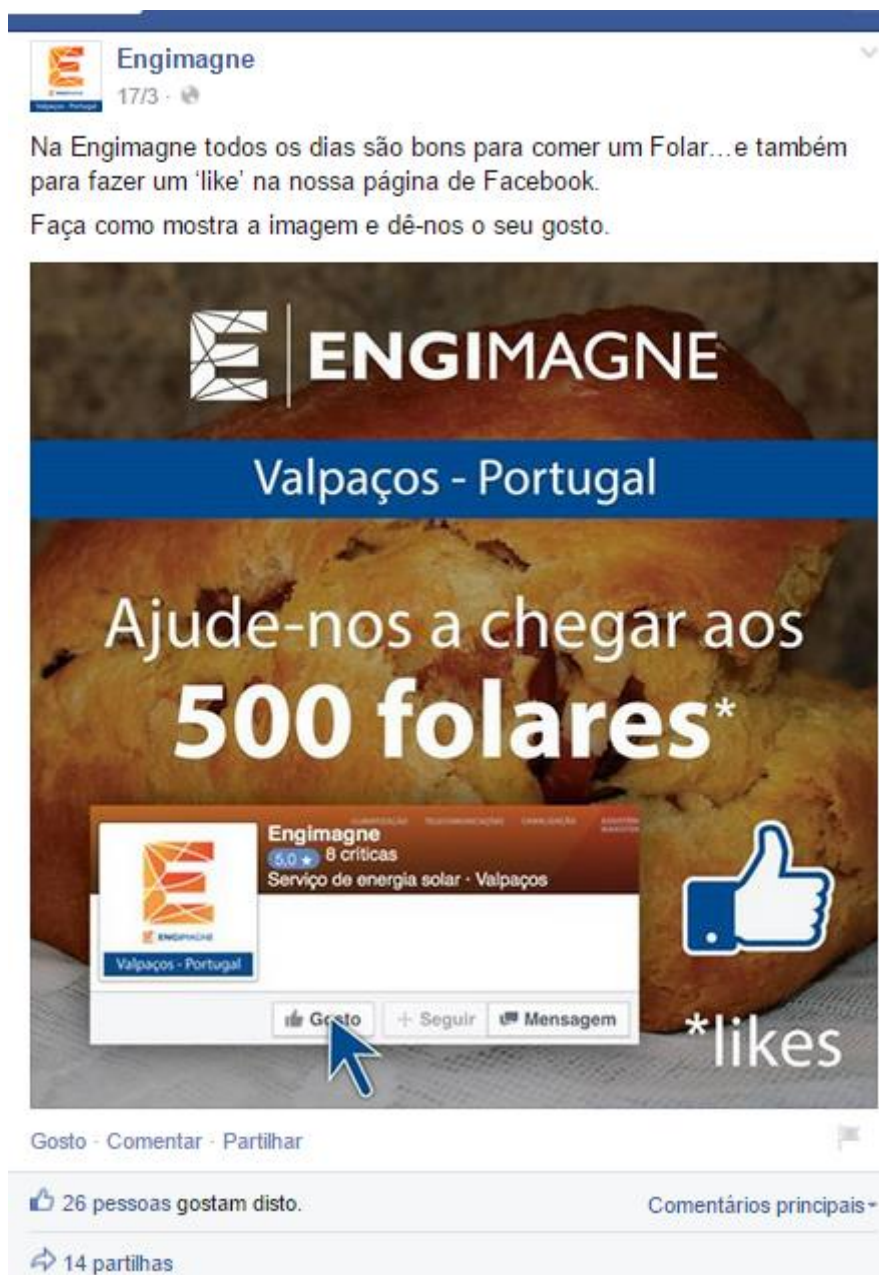 Engimagne
17/3
Na Engimagne todos os dias são bons para comer um Folar...e também
para fazer um 'like' na nossa página de Facebook.
Faça como mostra a imagem e dê-nos o seu gosto.
ENGIMAGNE
Valpaços - Portugal
Ajude-nos a chegar aos
500 folares*
Engimagne
5,0 ★ 8 críticas
Serviço de energia solar · Valpaços
ENGIMAGNE
Valpaços - Portugal
Gosto + Seguir Mensagem
*likes
Gosto · Comentar · Partilhar
26 pessoas gostam disto. Comentários principais
14 partilhas